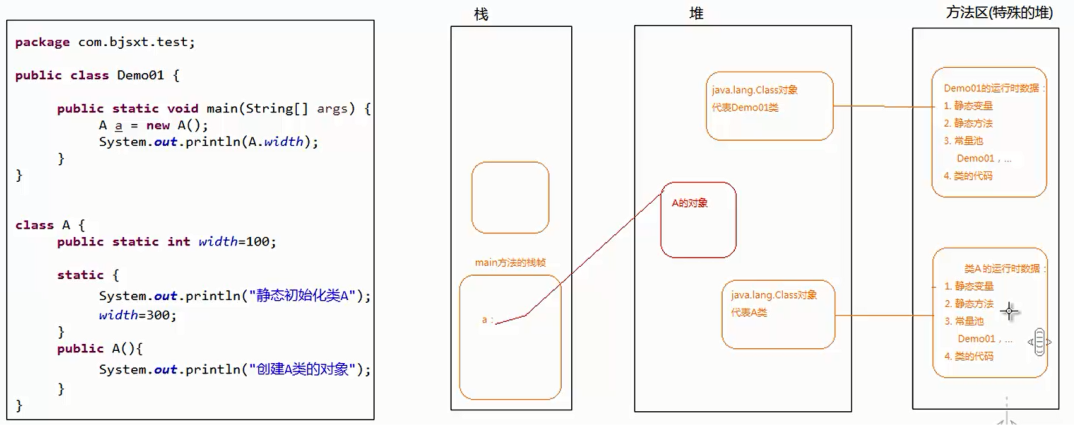 package com.bjsxt.test;
public class Demo01 {
public static void main(String[] args) {
A a = new A();
System.out.println(A.width);
}
}
class A {
public static int width=100;
static {
System.out.println("静态初始化类A");
width=300;
}
public A(){
System.out.println("创建A类的对象");
}
}
栈
main方法的栈帧
a：
堆
java.lang.Class对象
代表Demo01类
A的对象
java.lang.Class对象
代表A类
方法区(特殊的堆)
Demo01的运行时数据：
1. 静态变量
2. 静态方法
3. 常量池
Demo01，...
4. 类的代码
类A的运行时数据：
1. 静态变量
2. 静态方法
3. 常量池
Demo01，...
4. 类的代码